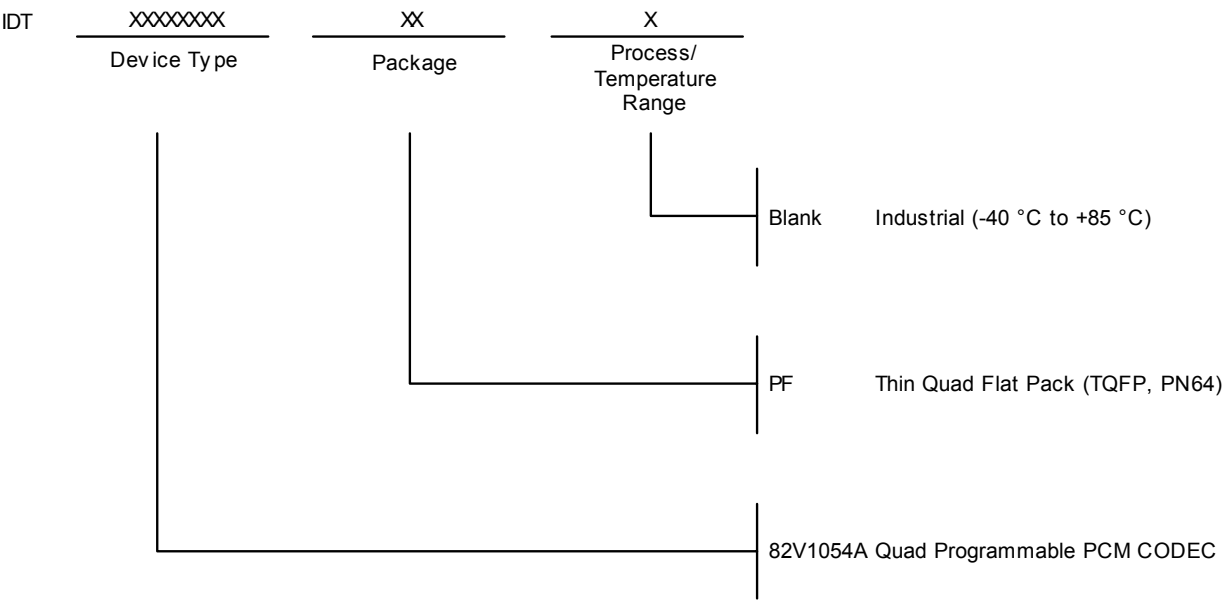 IDT XXXXXXXX XX X
Device Type Package Process/
Temperature
Range
Blank Industrial (-40 °C to +85 °C)
PF Thin Quad Flat Pack (TQFP, PN64)
82V1054A Quad Programmable PCM CODEC